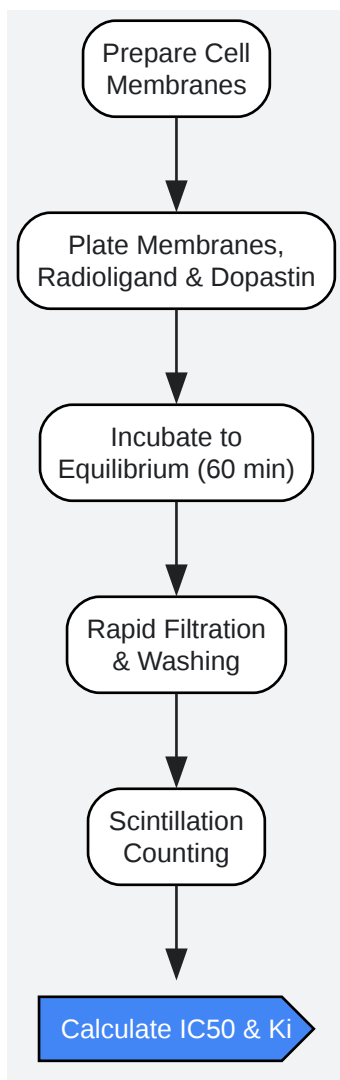 Prepare Cell
Membranes
Plate Membranes,
Radioligand & Dopastin
Incubate to
Equilibrium (60 min)
Rapid Filtration
& Washing
Scintillation
Counting
Calculate IC50 & Ki